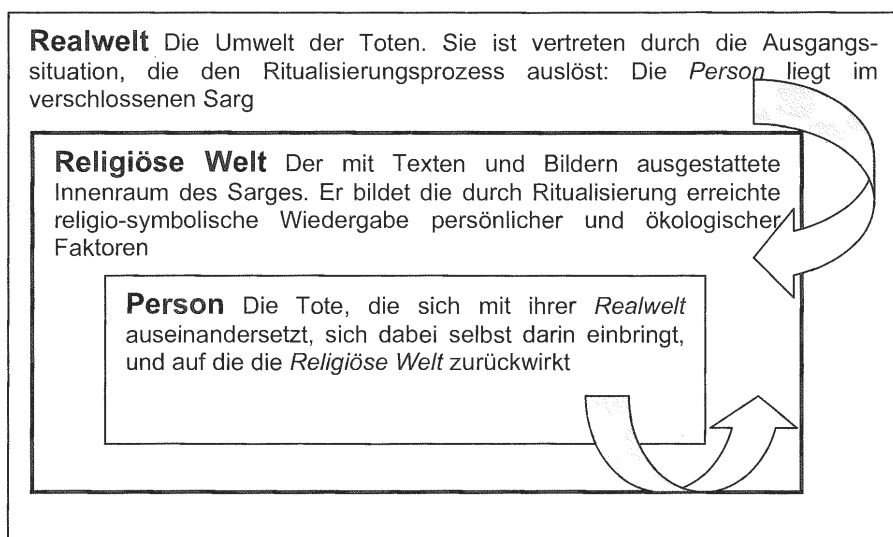 Realwelt Die Umwelt der Toten. Sie ist vertreten durch die Ausgangs-
situation, die den Ritualisierungsprozess auslöst: Die Person liegt im
verschlossenen Sarg
Religiöse Welt Der mit Texten und Bildern ausgestattete
Innenraum des Sarges. Er bildet die durch Ritualisierung erreichte
religio-symbolische Wiedergabe persönlicher und ökologischer
Faktoren
Person Die Tote, die sich mit ihrer Realwelt
auseinandersetzt, sich dabei selbst darin einbringt,
und auf die die Religiöse Welt zurückwirkt